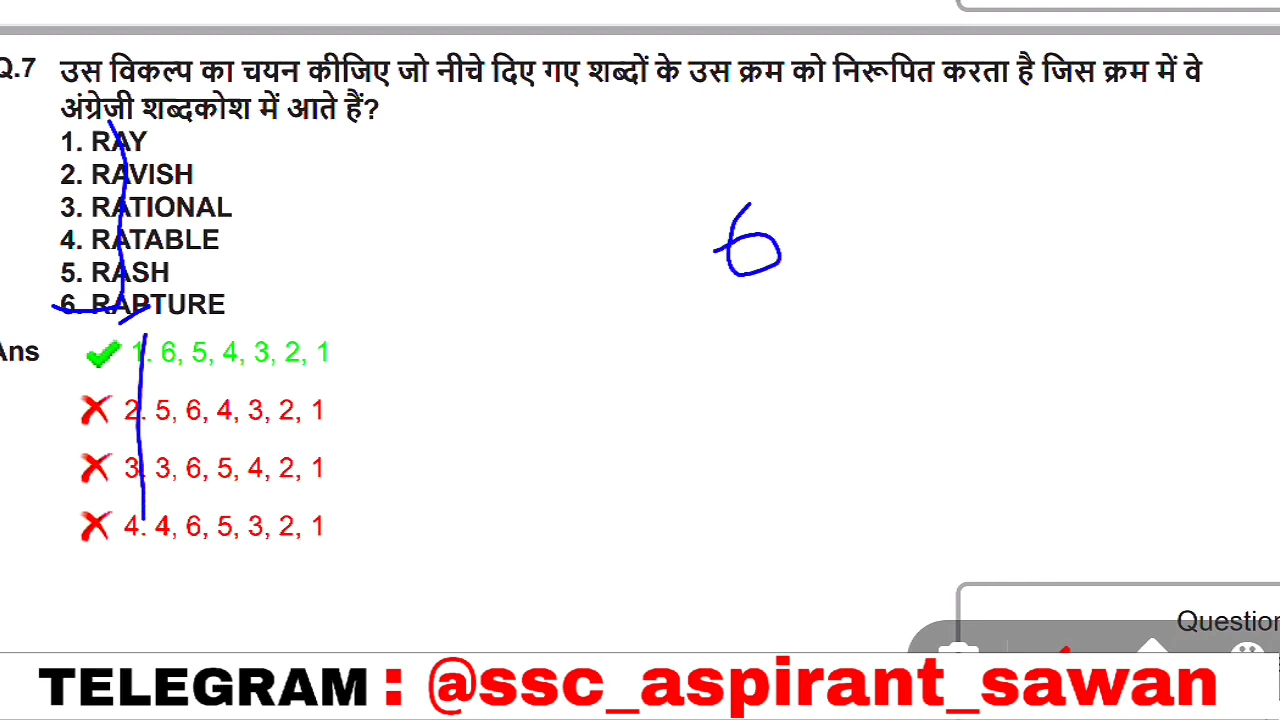 Q.7 उस विकल्प का चयन कीजिए जो नीचे दिए गए शब्दों के उस क्रम को निरूपित करता है जिस क्रम में वे
अंग्रेजी शब्दकोश में आते हैं?
1. RAY
2. RAVISH
3. RATIONAL
6
4. RATABLE
5. RASH
6. RAPTURE
Ans 1. 6, 5, 4, 3, 2, 1
2. 5, 6, 4, 3, 2, 1
3. 3, 6, 5, 4, 2, 1
4. 4, 6, 5, 3, 2, 1
Question
TELEGRAM : @ssc_aspirant_sawan